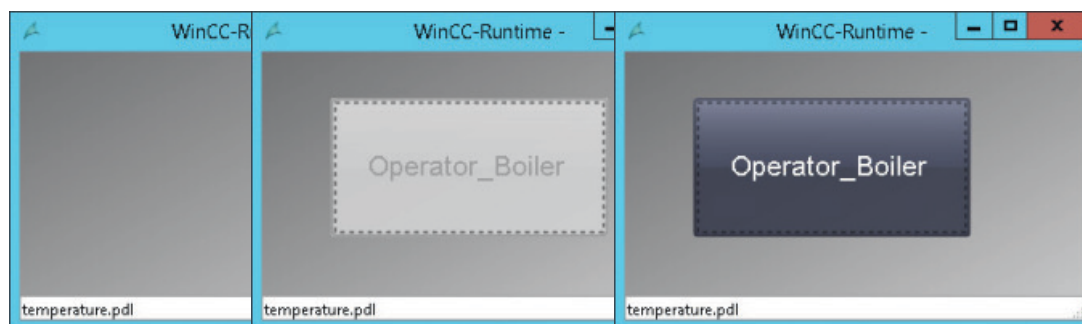 WinCC-R
WinCC-Runtime -
WinCC-Runtime -
Operator_Boiler
Operator_Boiler
temperature.pdl
temperature.pdl
temperature.pdl